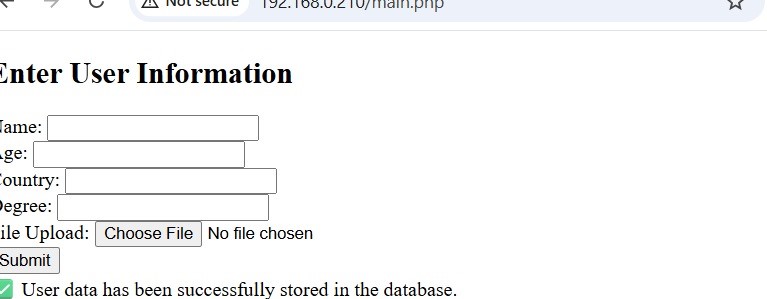 Not secure 192.168.0.210/main.php
Enter User Information
Name:
Age:
Country:
Degree:
File Upload: Choose File No file chosen
Submit
User data has been successfully stored in the database.